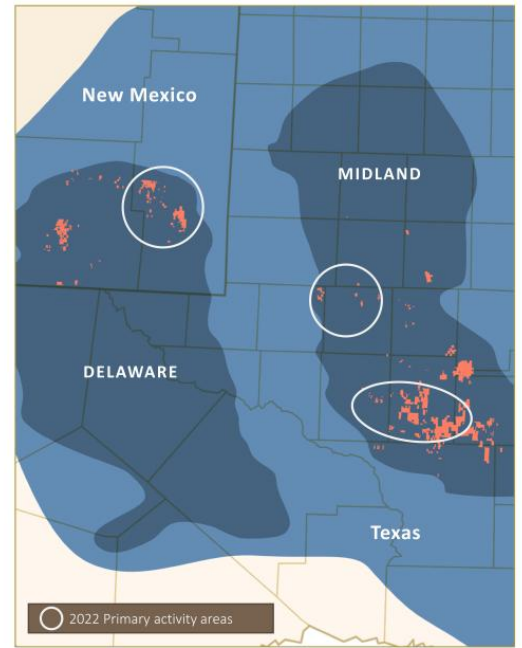 New Mexico
MIDLAND
DELAWARE
Texas
2022 Primary activity areas